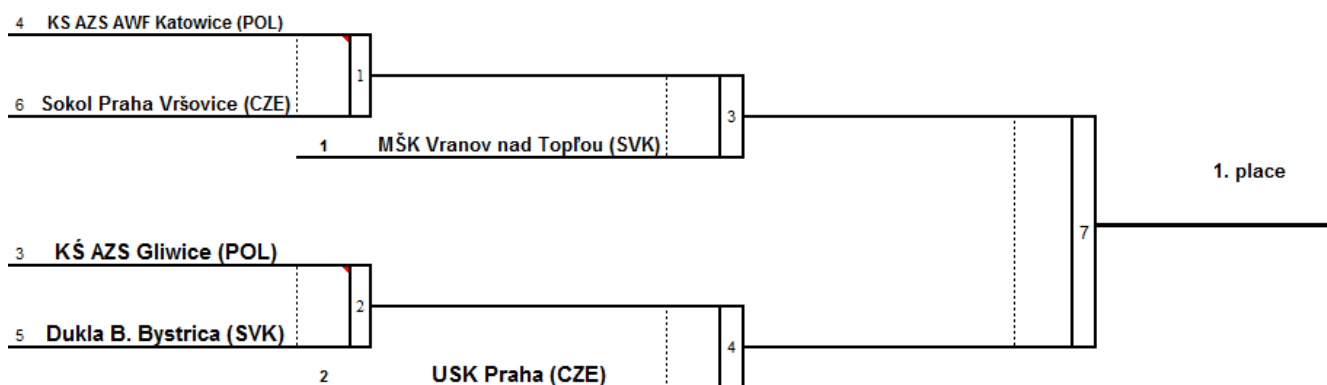 4 KS AZS AWF Katowice (POL)
1
6 Sokol Praha Vršovice (CZE)
3
1 MŠK Vranov nad Topľou (SVK)
1. place
7
3 KŚ AZS Gliwice (POL)
2
5 Dukla B. Bystrica (SVK)
4
2 USK Praha (CZE)